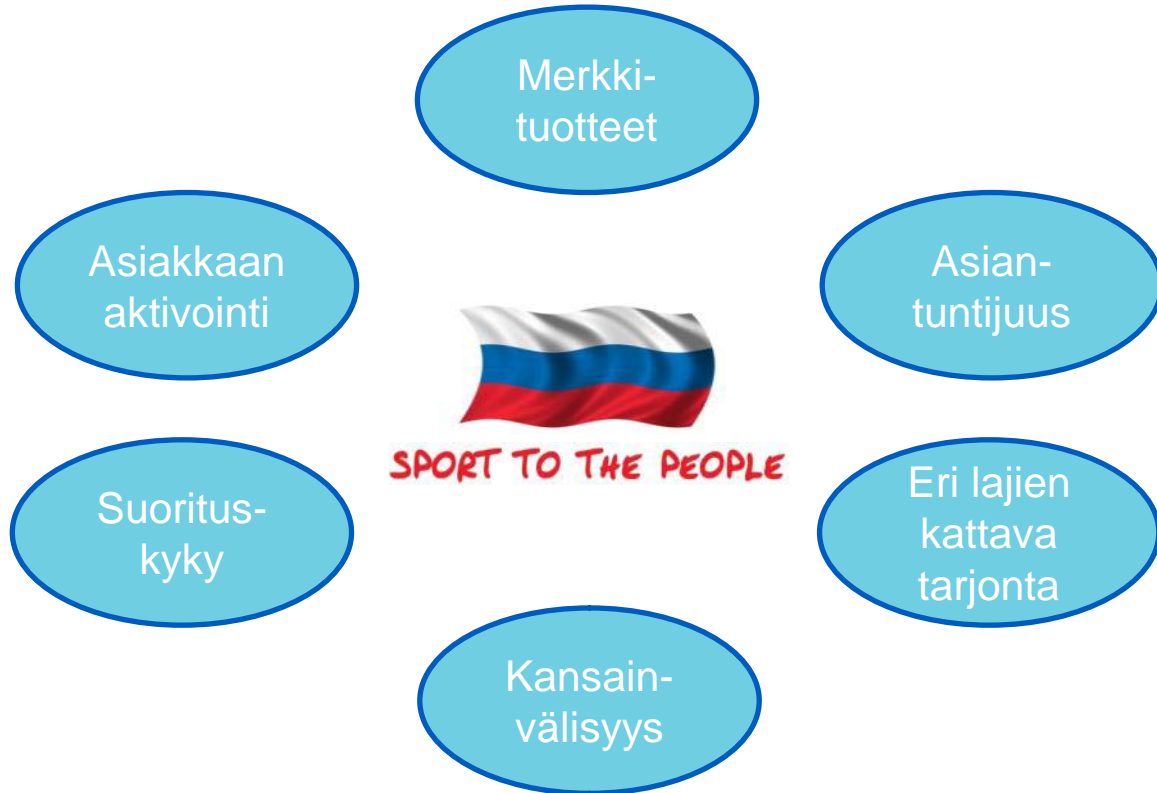 Merkki-
tuotteet
Asiakkaan
aktivointi
Asian-
tuntijuus
SPORT TO THE PEOPLE
Suoritus-
kyky
Eri lajien
kattava
tarjonta
Kansain-
välisyys